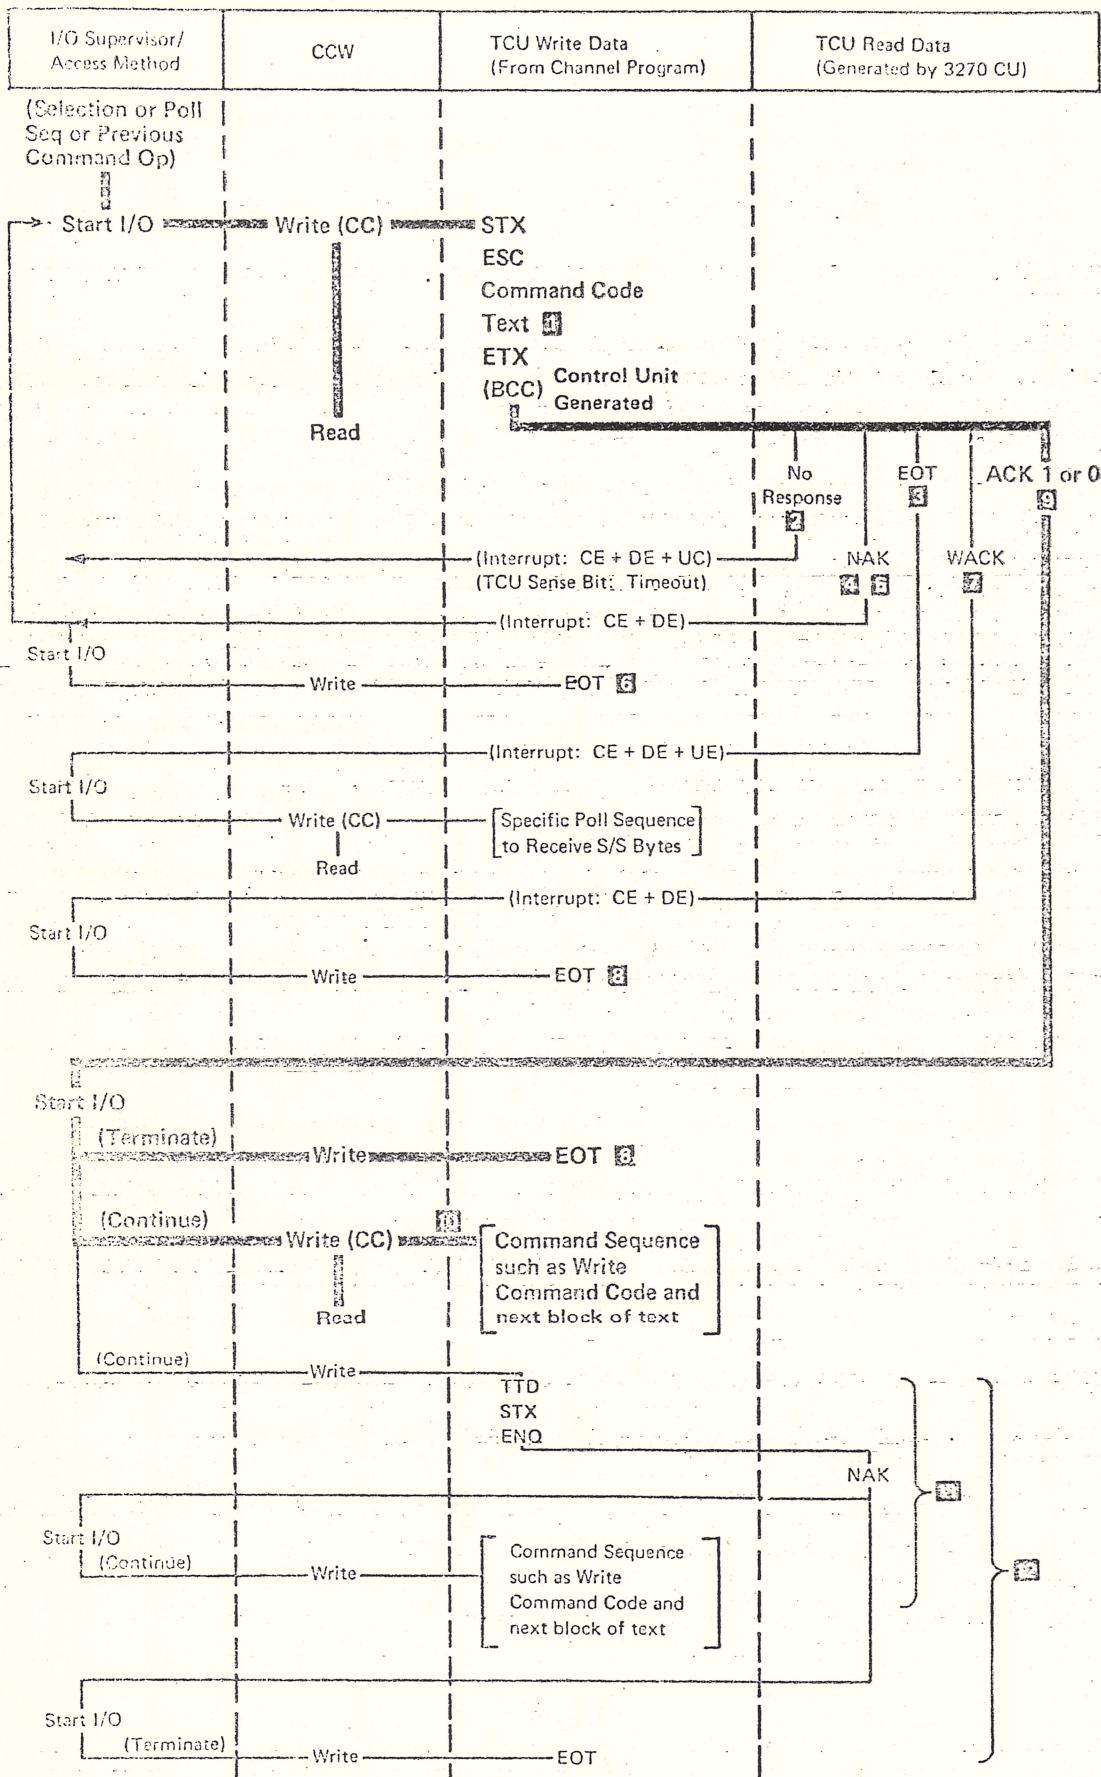 I/O Supervisor/
Access Method
CCW
TCU Write Data
(From Channel Program)
TCU Read Data
(Generated by 3270 CU)
(Selection or Poll
Seq or Previous
Command Op)
Start I/O
Write (CC)
STX
ESC
Command Code
Text 1
ETX
(BCC) Control Unit
Generated
Read
No
Response
2
EOT
3
ACK 1 or 0
9
(Interrupt: CE + DE + UC)
(TCU Sense Bit: Timeout)
NAK
4
WACK
7
(Interrupt: CE + DE)
Start I/O
Write
EOT 6
(Interrupt: CE + DE + UE)
Start I/O
Write (CC)
Specific Poll Sequence
to Receive S/S Bytes
Read
(Interrupt: CE + DE)
Start I/O
Write
EOT 8
Start I/O
(Terminate)
Write
EOT
(Continue)
Write (CC)
Command Sequence
such as Write
Command Code and
next block of text
Read
(Continue)
Write
TTD
STX
ENQ
NAK
Start I/O
(Continue)
Write
Command Sequence
such as Write
Command Code and
next block of text
12
Start I/O
(Terminate)
Write
EOT